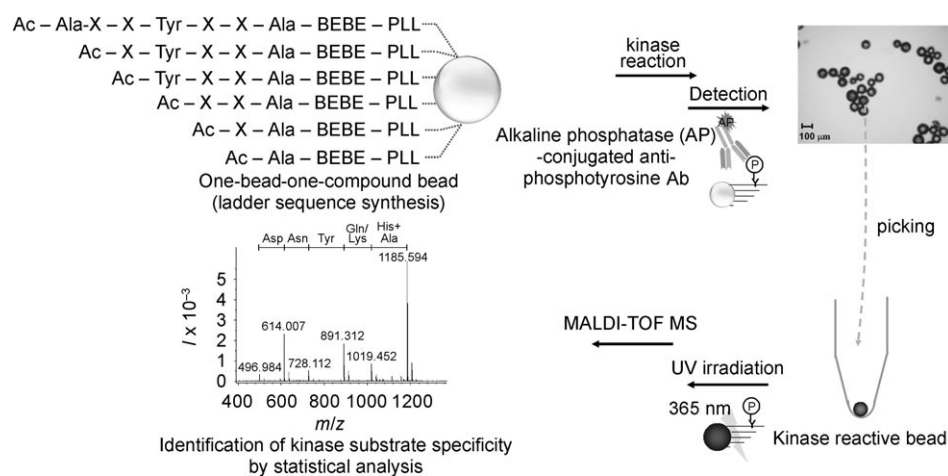 Ac – Ala-X – X – Tyr – X – X – Ala – BEBE – PLL
Ac – X – Tyr – X – X – Ala – BEBE – PLL
Ac – Tyr – X – X – Ala – BEBE – PLL
Ac – X – X – Ala – BEBE – PLL
Ac – X – Ala – BEBE – PLL
Ac – Ala – BEBE – PLL
One-bead-one-compound bead
(ladder sequence synthesis)
kinase
reaction
Detection
AP
Alkaline phosphatase (AP)
-conjugated anti-
phosphotyrosine Ab
P
100 μm
picking
Kinase reactive bead
UV irradiation
365 nm
P
MALDI-TOF MS
Asp Asn Tyr Gln/
Lys His+
Ala
1185.594
614.007
891.312
1019.452
728.112
496.984
I x 10⁻³
5
4
3
2
1
0
400 600 800 1000 1200
m/z
Identification of kinase substrate specificity
by statistical analysis